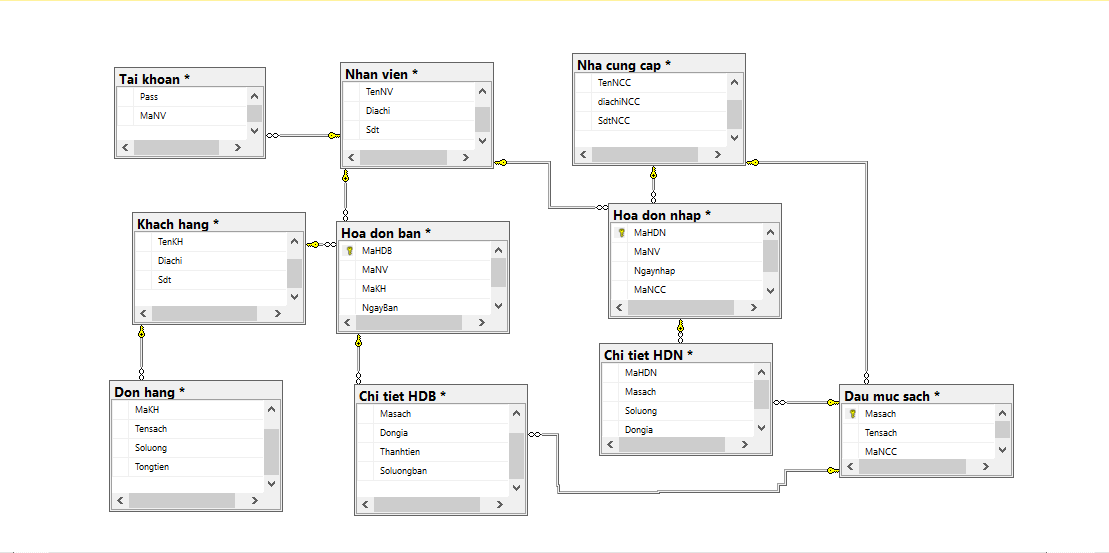 Tai khoan *
Pass
MaNV
Nhan vien *
TenNV
Diachi
Sdt
Nha cung cap *
TenNCC
diachiNCC
SdtNCC
Khach hang *
TenKH
Diachi
Sdt
Hoa don ban *
MaHDB
MaNV
MaKH
NgayBan
Hoa don nhap *
MaHDN
MaNV
Ngaynhap
MaNCC
Don hang *
MaKH
Tensach
Soluong
Tongtien
Chi tiet HDB *
Masach
Dongia
Thanhtien
Soluongban
Chi tiet HDN *
MaHDN
Masach
Soluong
Dongia
Dau muc sach *
Masach
Tensach
MaNCC